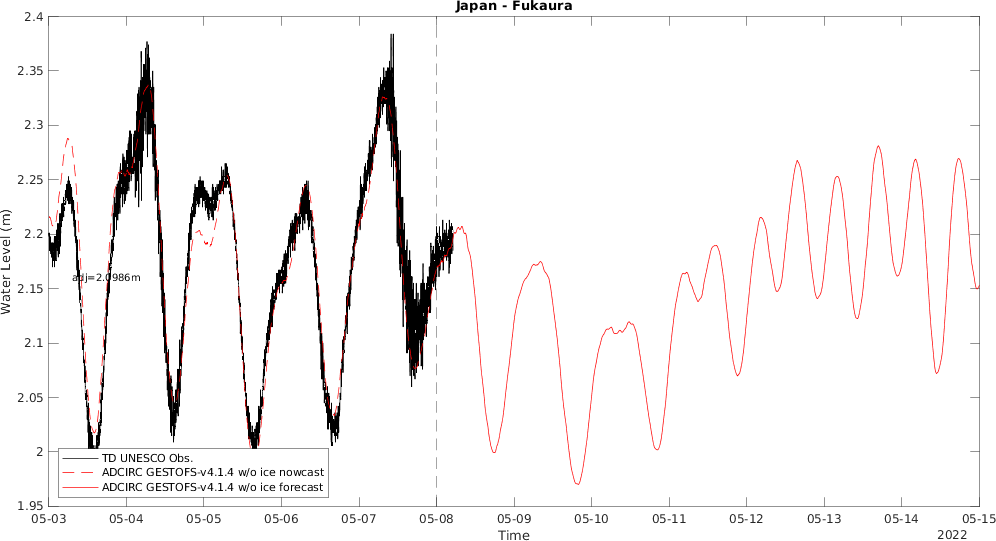 Japan - Fukaura
2.4
2.35
2.3
2.25
2.2
2.15
2.1
2.05
2
1.95
Water Level (m)
adj=2.0986m
TD UNESCO Obs.
ADCIRC GESTOFS-v4.1.4 w/o ice nowcast
ADCIRC GESTOFS-v4.1.4 w/o ice forecast
05-03 05-04 05-05 05-06 05-07 05-08 05-09 05-10 05-11 05-12 05-13 05-14 05-15
Time
2022